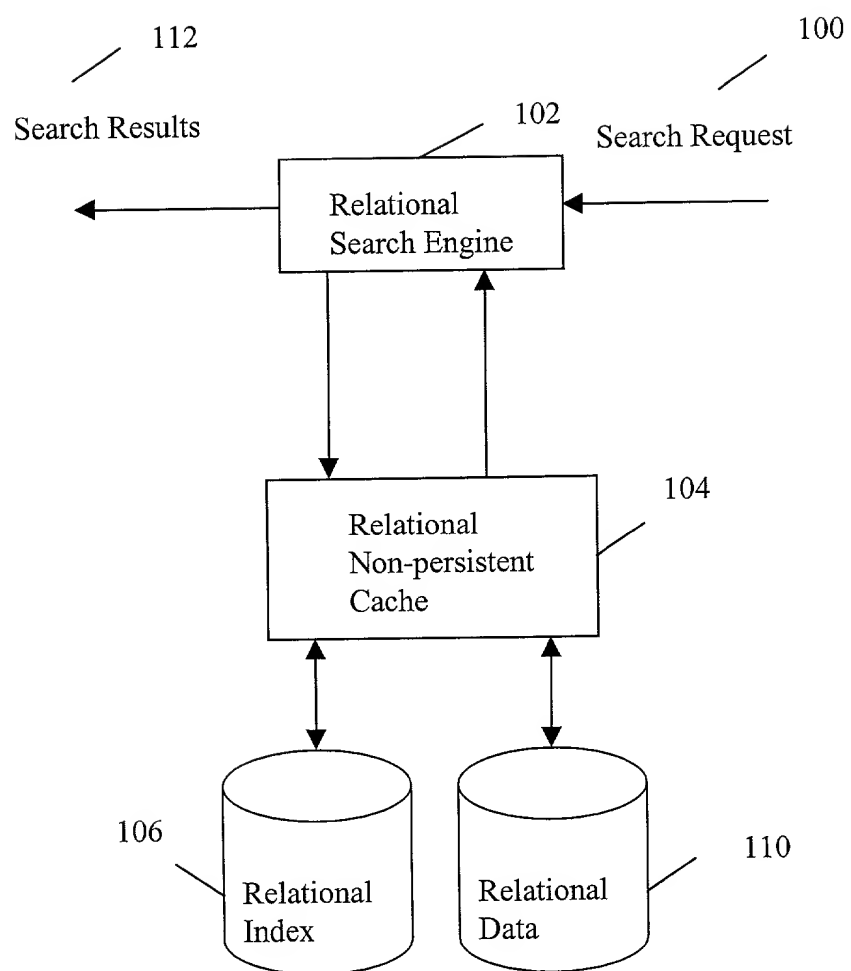 112
100
Search Results
102
Search Request
Relational
Search Engine
104
Relational
Non-persistent
Cache
106
110
Relational
Index
Relational
Data